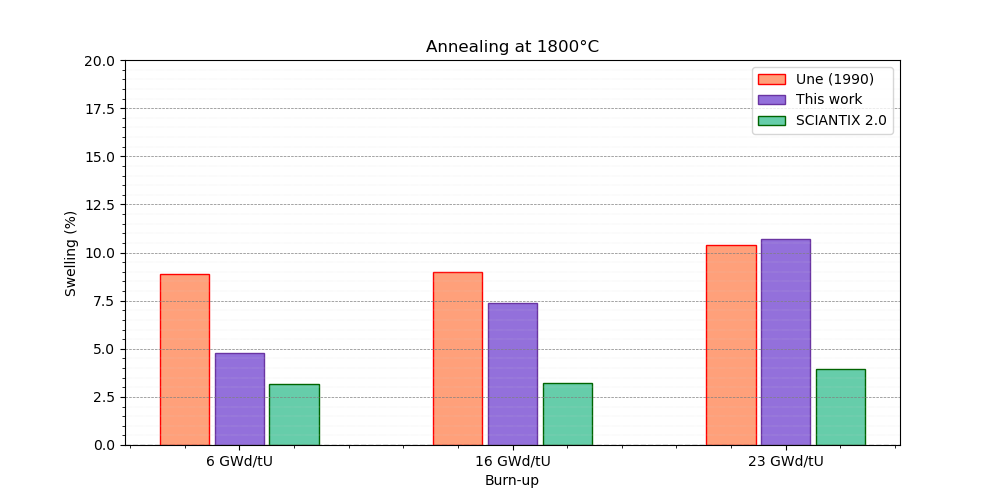 Annealing at 1800°C
Swelling (%)
20.0
17.5
15.0
12.5
10.0
7.5
5.0
2.5
0.0
Une (1990)
This work
SCIANTIX 2.0
6 GWd/tU
16 GWd/tU
23 GWd/tU
Burn-up